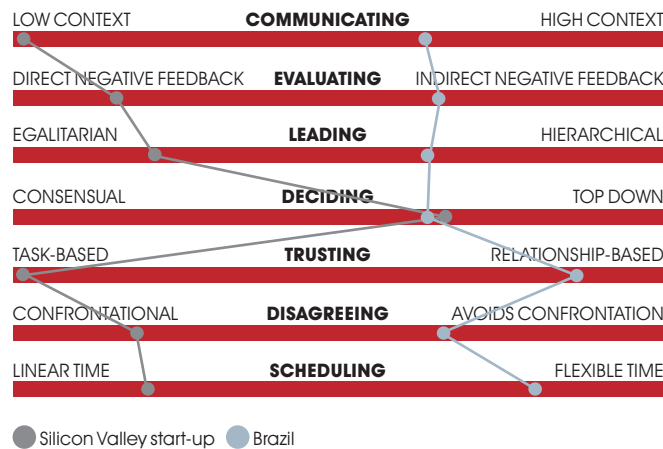 LOW CONTEXT COMMUNICATING HIGH CONTEXT
DIRECT NEGATIVE FEEDBACK EVALUATING INDIRECT NEGATIVE FEEDBACK
EGALITARIAN LEADING HIERARCHICAL
CONSENSUAL DECIDING TOP DOWN
TASK-BASED TRUSTING RELATIONSHIP-BASED
CONFRONTATIONAL DISAGREEING AVOIDS CONFRONTATION
LINEAR TIME SCHEDULING FLEXIBLE TIME
Silicon Valley start-up Brazil